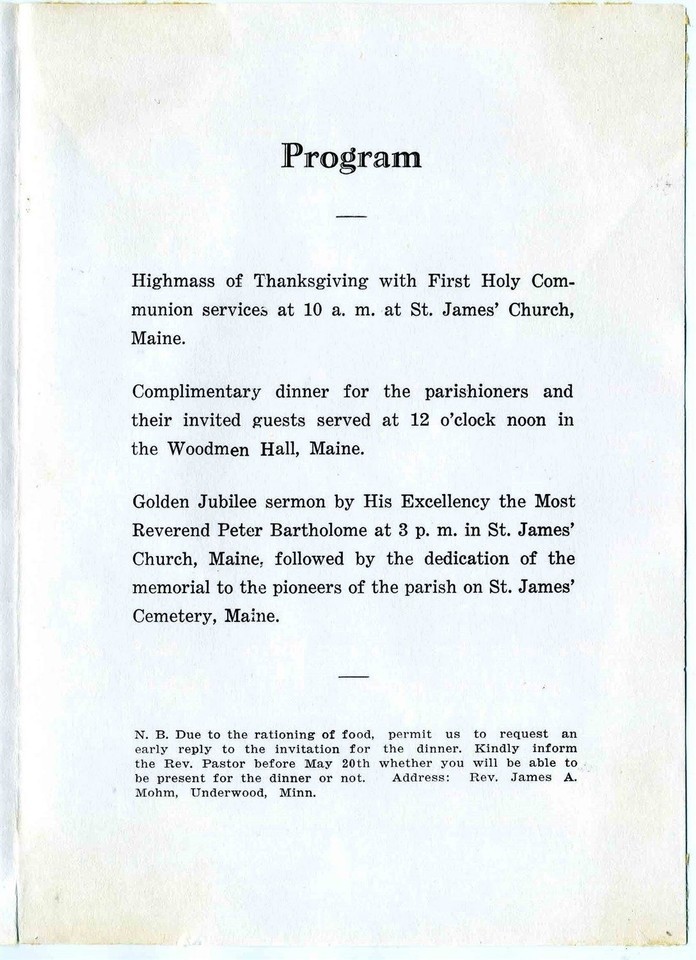 Program
Highmass of Thanksgiving with First Holy Com-
munion services at 10 a. m. at St. James' Church,
Maine.
Complimentary dinner for the parishioners and
their invited guests served at 12 o'clock noon in
the Woodmen Hall, Maine.
Golden Jubilee sermon by His Excellency the Most
Reverend Peter Bartholome at 3 p. m. in St. James'
Church, Maine, followed by the dedication of the
memorial to the pioneers of the parish on St. James'
Cemetery, Maine.
N. B. Due to the rationing of food, permit us to request an
early reply to the invitation for the dinner. Kindly inform
the Rev. Pastor before May 20th whether you will be able to
be present for the dinner or not. Address: Rev. James A.
Mohm, Underwood, Minn.